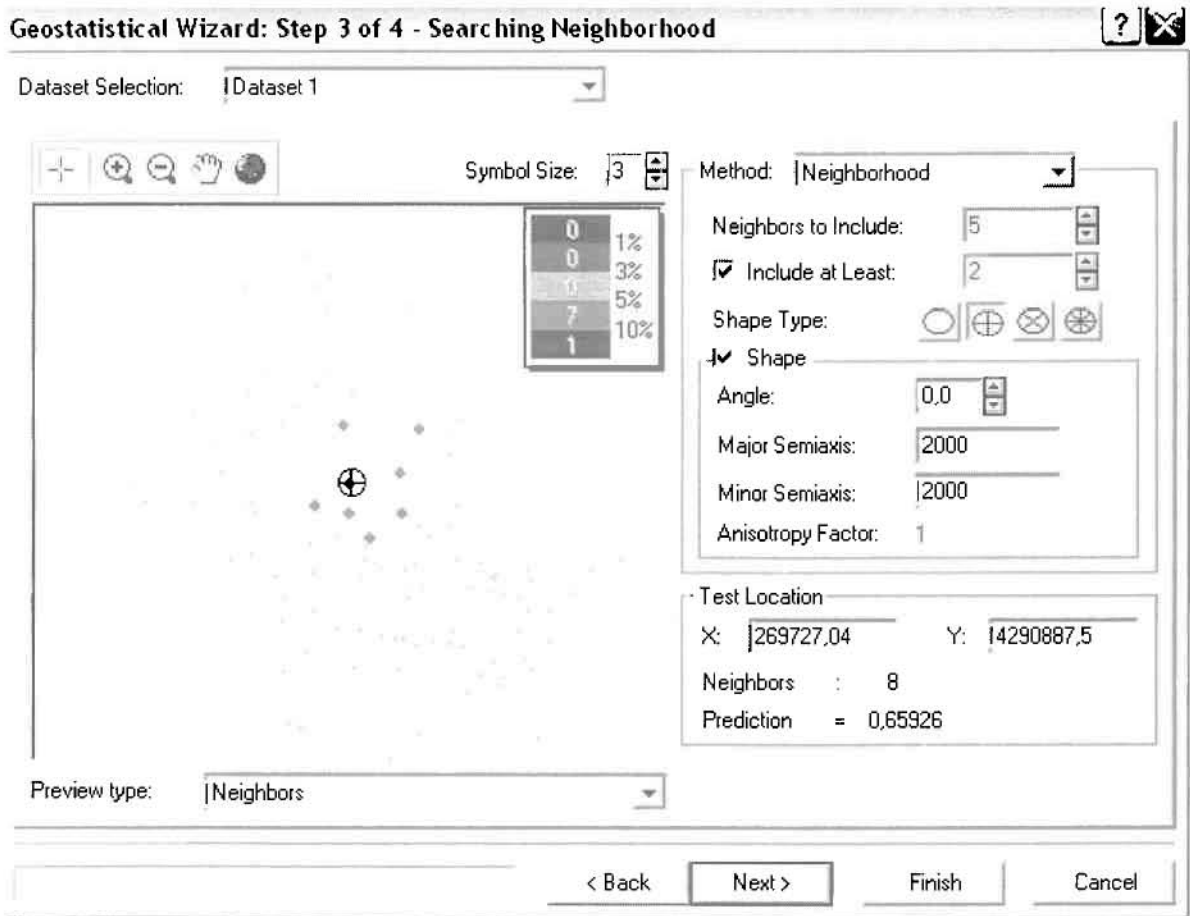 Geostatistical Wizard: Step 3 of 4 - Searching Neighborhood
?
Dataset Selection: Dataset 1
Symbol Size: 3
0
0
0
7
1
1%
3%
5%
10%
Method: Neighborhood
Neighbors to Include: 5
Include at Least: 2
Shape Type:
Shape
Angle: 0,0
Major Semiaxis: 2000
Minor Semiaxis: 2000
Anisotropy Factor: 1
Test Location
X: 269727,04 Y: 4290887,5
Neighbors : 8
Prediction = 0,65926
Preview type: Neighbors
< Back Next > Finish Cancel